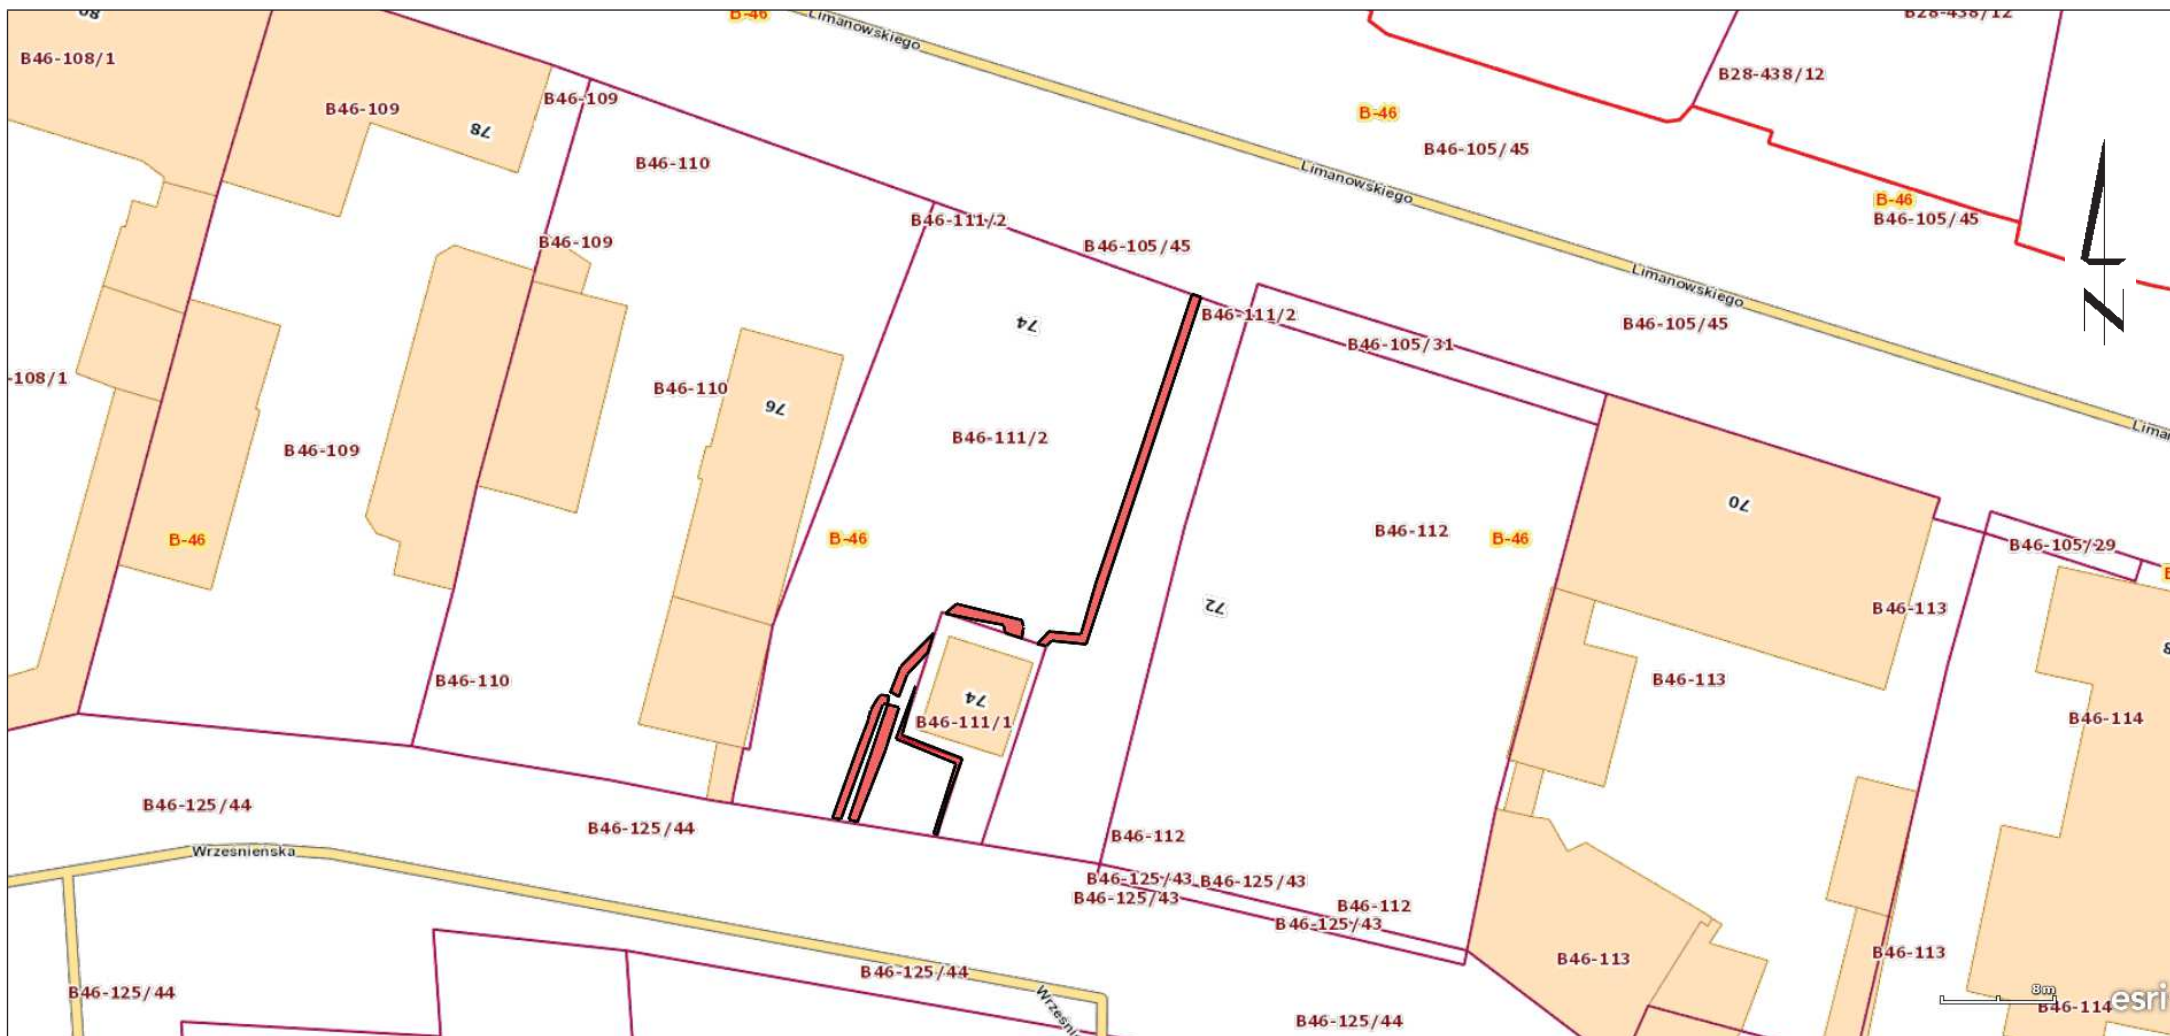 80
B-46
Limanowskiego
B28-438/12
B46-108/1
B28-438/12
B46-109
B46-109
B-46
78
B46-105/45
B46-110
Limanowskiego
B-46
B46-105/45
B46-111/2
B46-109
B46-105/45
Limanowskiego
B46-111/2
74
B46-105/45
B46-105/31
N
-108/1
B46-110
76
B46-111/2
Lima
B46-109
70
B46-112
B-46
B-46
B-46
B46-105/29
72
B46-113
B46-110
B46-113
74
B46-111/1
B46-114
B46-125/44
B46-125/44
B46-112
Wrzesnienska
B46-125/43
B46-125/43
B46-125/43
B46-112
B46-125/43
B46-113
B46-113
B46-125/44
B46-125/44
8m
Wrześni
B46-114
esri
B46-125/44